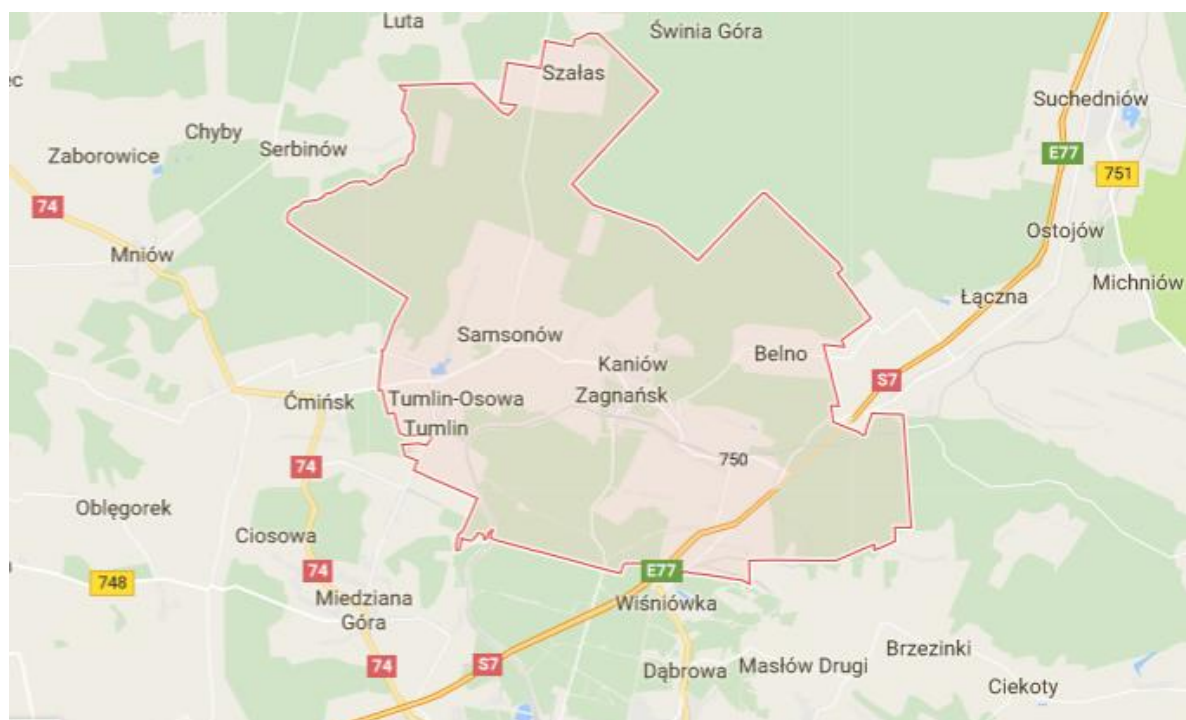 Luta
Świnia Góra
Szałas
ec
Suchedniów
Chyby
Serbinów
Zaborowice
E77
751
74
Ostojów
Mniów
Michniów
Łączna
Samsonów
Kaniów
Belno
S7
Zagnańsk
Ćmińsk
Tumlin-Osowa
Tumlin
750
74
Oblęgorek
Ciosowa
E77
74
748
Miedziana
Góra
Wiśniówka
Brzezinki
S7
74
Dąbrowa
Masłów Drugi
Ciekoty